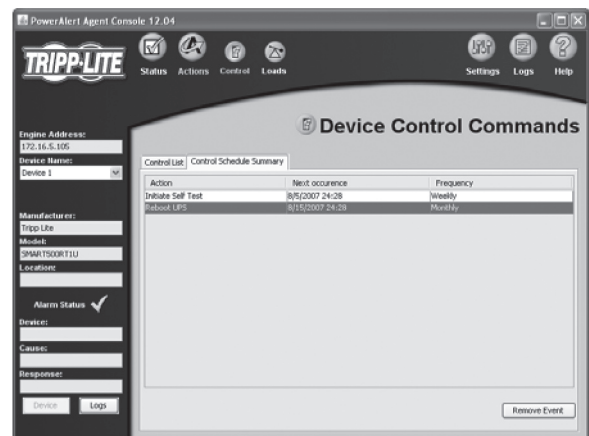 PowerAlert Agent Console 12.04
TRIPP·LITE
Status Actions Control Loads
Settings Logs Help
Device Control Commands
Engine Address:
172.16.5.105
Device Name:
Device 1
Manufacturer:
Tripp Lite
Model:
SMART500RT1U
Location:
Alarm Status
Device:
Cause:
Response:
Device Logs
Control List Control Schedule Summary
Action Next occurence Frequency
Initiate Self Test 8/5/2007 24:28 Weekly
Reboot UPS 8/15/2007 24:28 Monthly
Remove Event